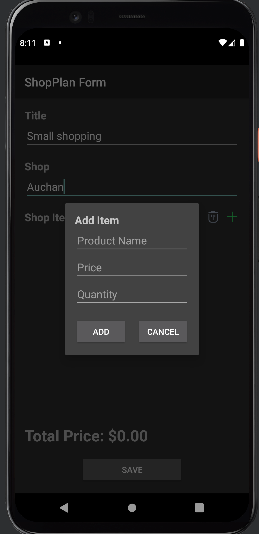 8:11
ShopPlan Form
Title
Small shopping
Shop
Auchan
Shop Ite
Add Item
Product Name
Price
Quantity
ADD CANCEL
Total Price: $0.00
SAVE